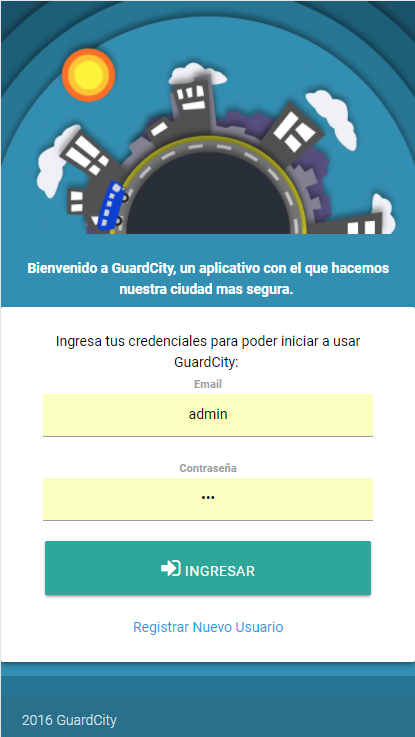 Bienvenido a GuardCity, un aplicativo con el que hacemos
nuestra ciudad mas segura.
Ingresa tus credenciales para poder iniciar a usar
GuardCity:
Email
admin
Contraseña
•••
INGRESAR
Registrar Nuevo Usuario
2016 GuardCity